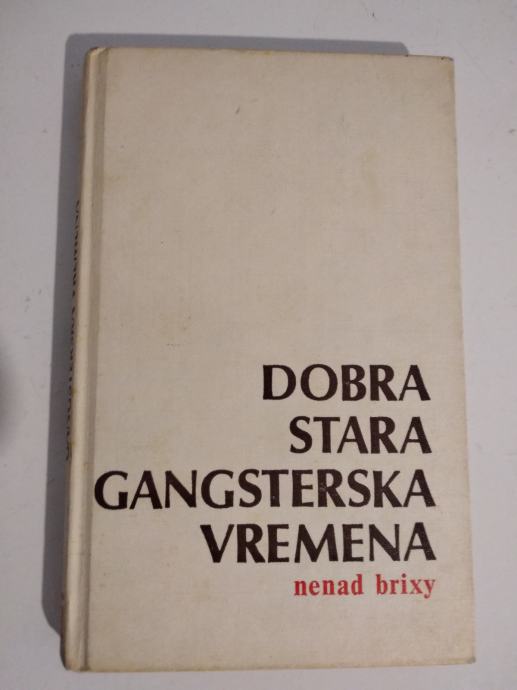 DOBRA
STARA
GANGSTERSKA
VREMENA
nenad brixy